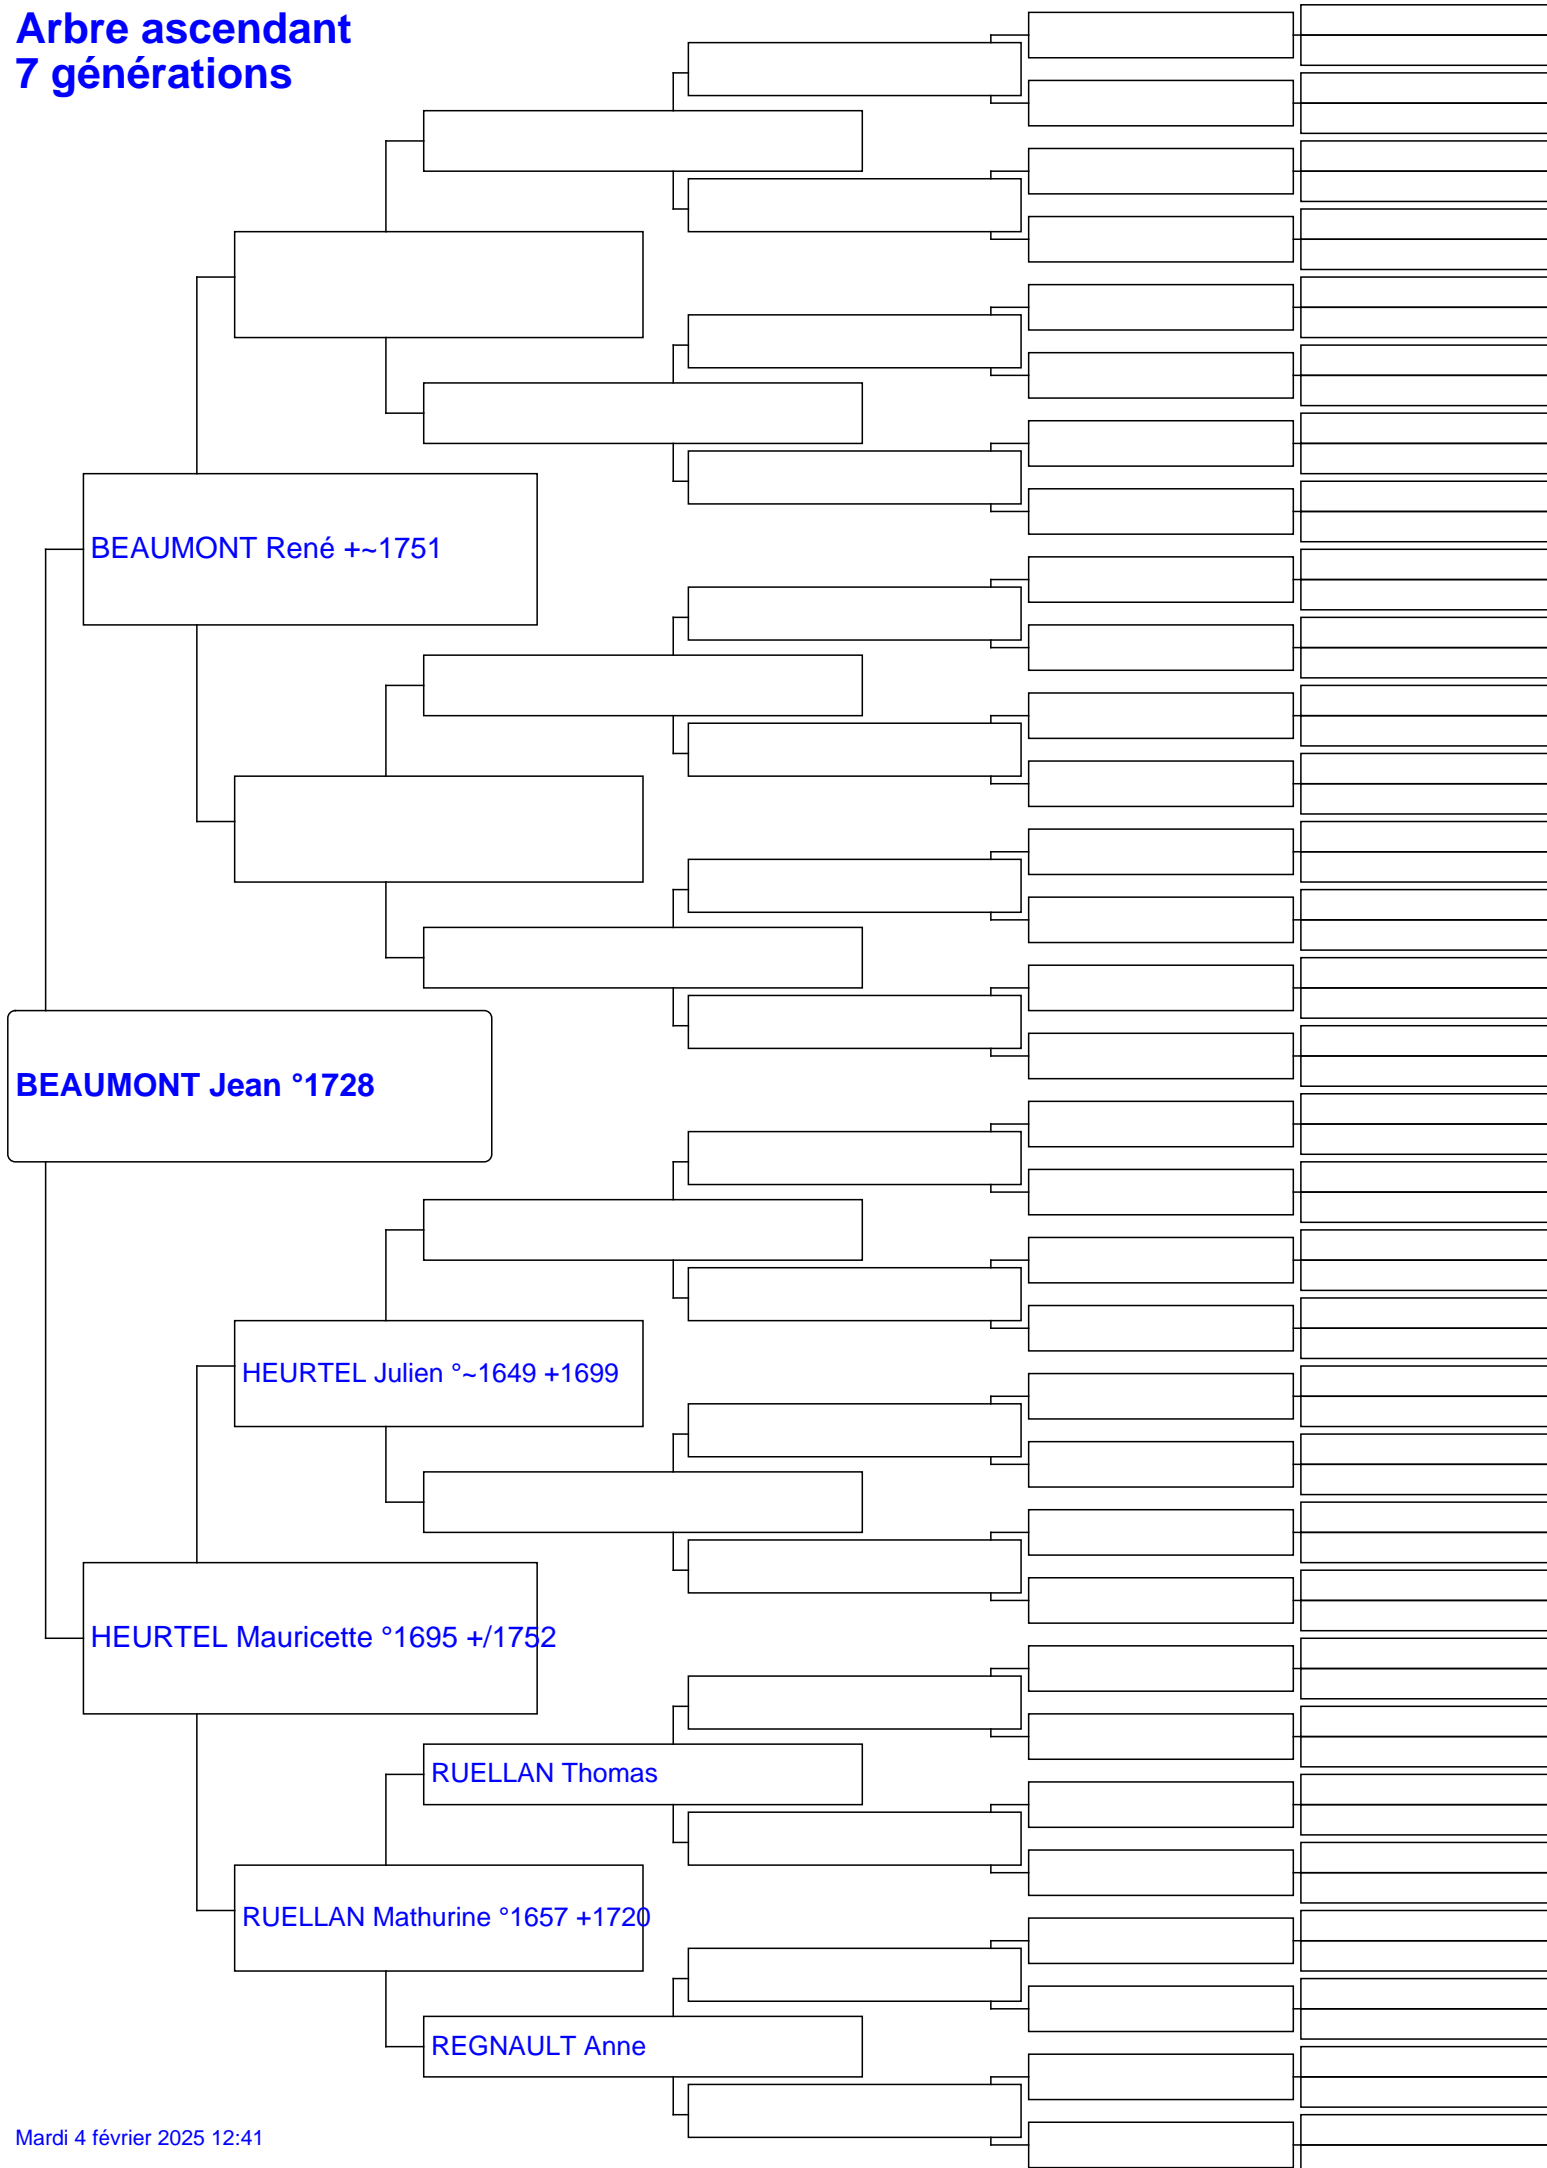 Arbre ascendant
7 générations
BEAUMONT René +~1751
BEAUMONT Jean °1728
HEURTEL Julien °~1649 +1699
HEURTEL Mauricette °1695 +/1752
RUELLAN Thomas
RUELLAN Mathurine °1657 +1720
REGNAULT Anne
Mardi 4 février 2025 12:41